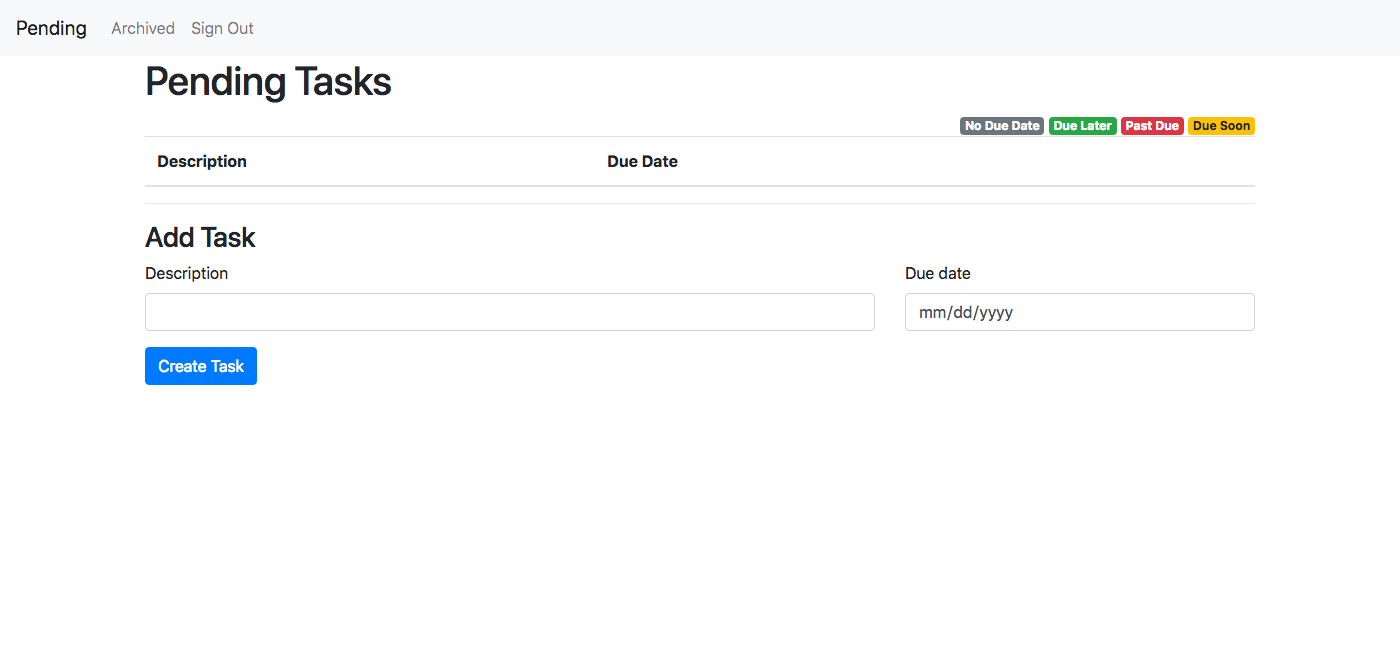 Pending Archived Sign Out
Pending Tasks
No Due Date Due Later Past Due Due Soon
Description Due Date
Add Task
Description Due date
mm/dd/yyyy
Create Task